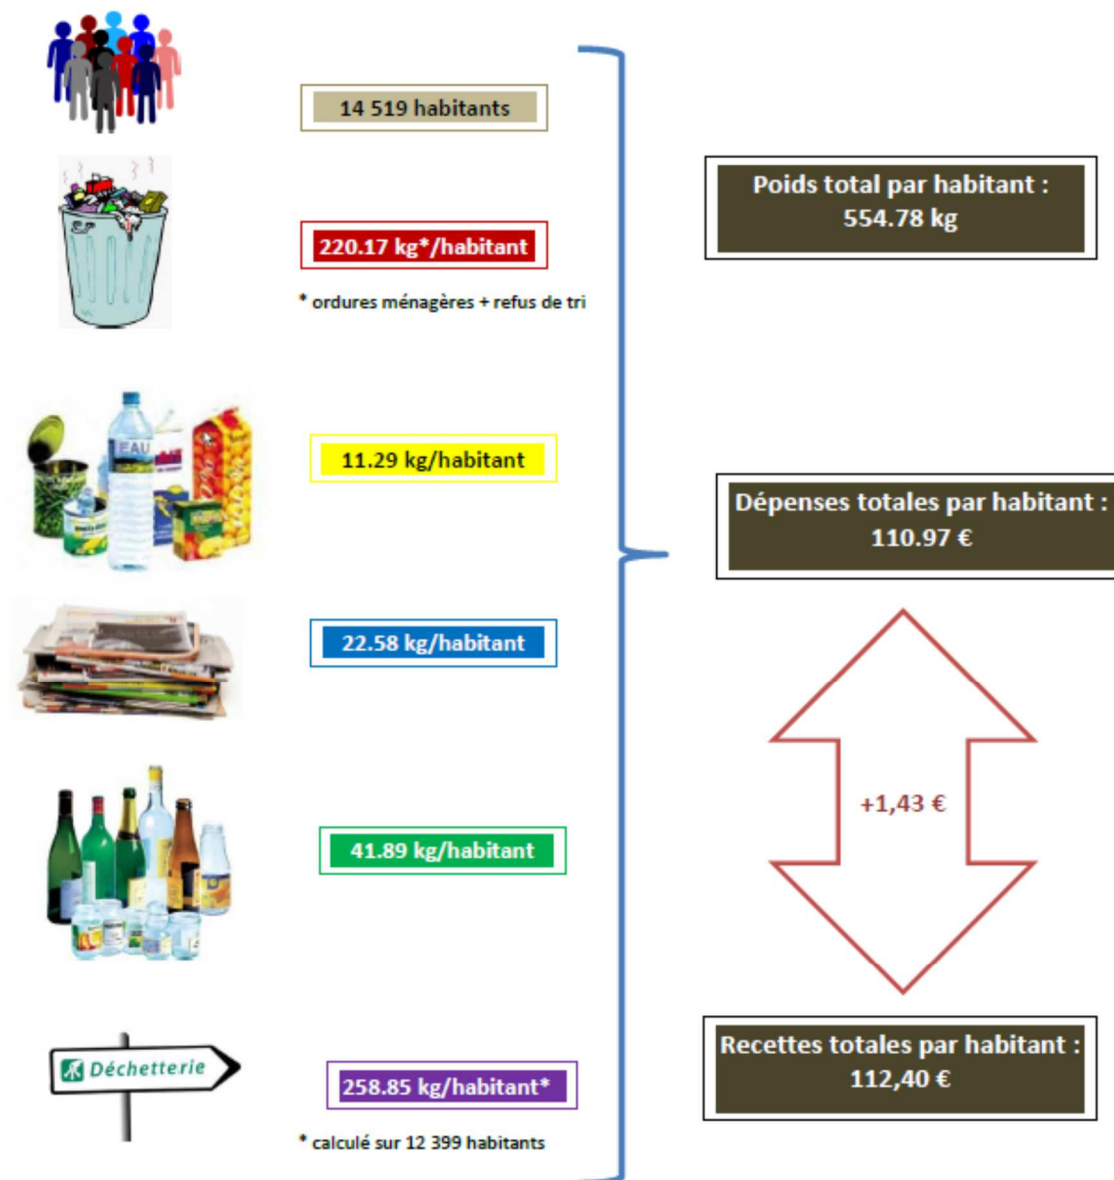 14 519 habitants
220.17 kg*/habitant
* ordures ménagères + refus de tri
EAU
11.29 kg/habitant
22.58 kg/habitant
41.89 kg/habitant
Déchetterie
258.85 kg/habitant*
* calculé sur 12 399 habitants
Poids total par habitant :
554.78 kg
Dépenses totales par habitant :
110.97 €
+1,43 €
Recettes totales par habitant :
112,40 €